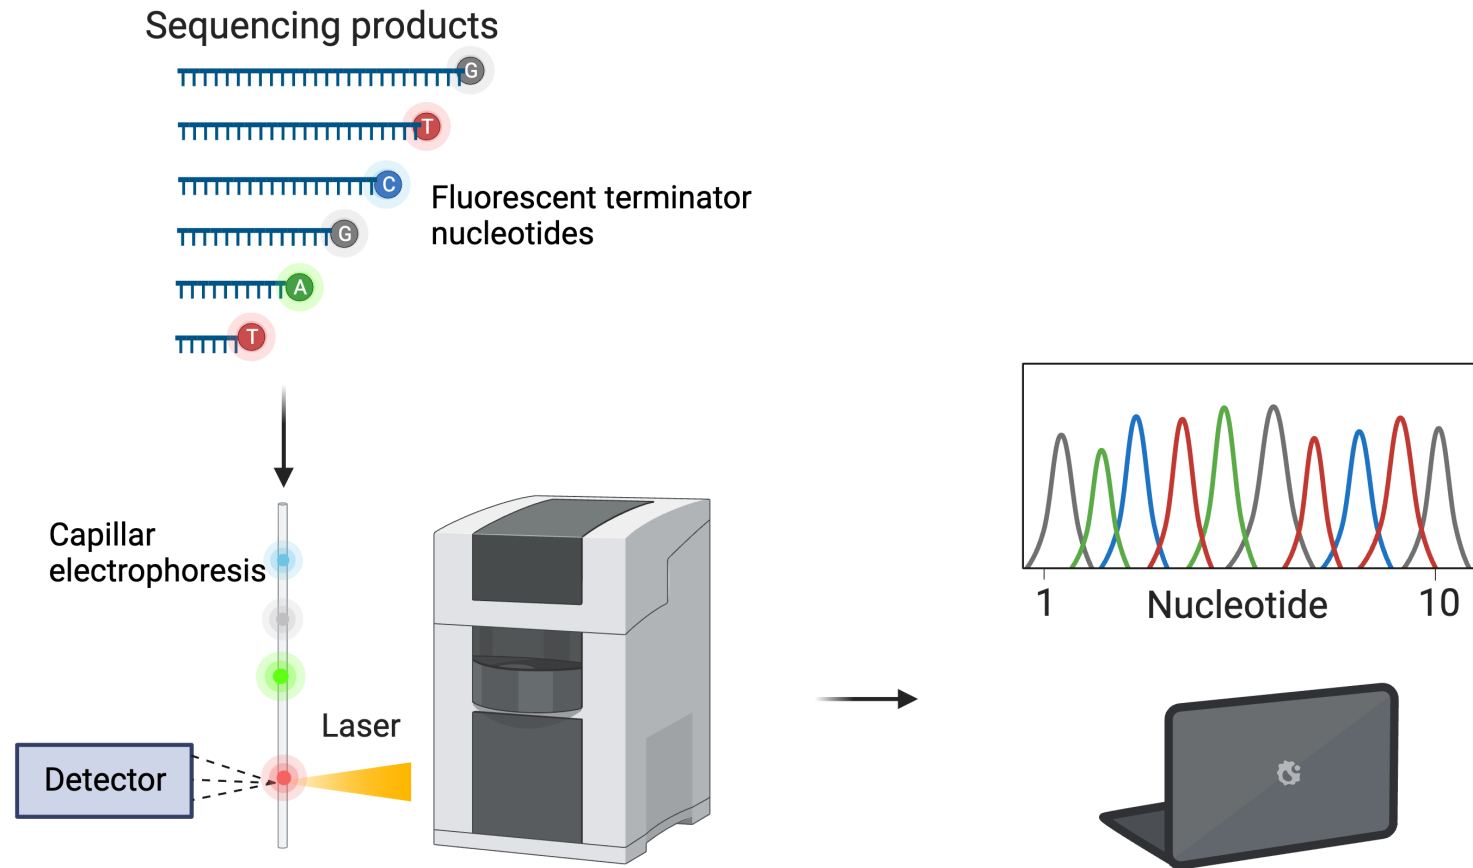 Sequencing products
G
T
C
Fluorescent terminator
nucleotides
G
A
T
Capillar
electrophoresis
Laser
Detector
1 Nucleotide 10